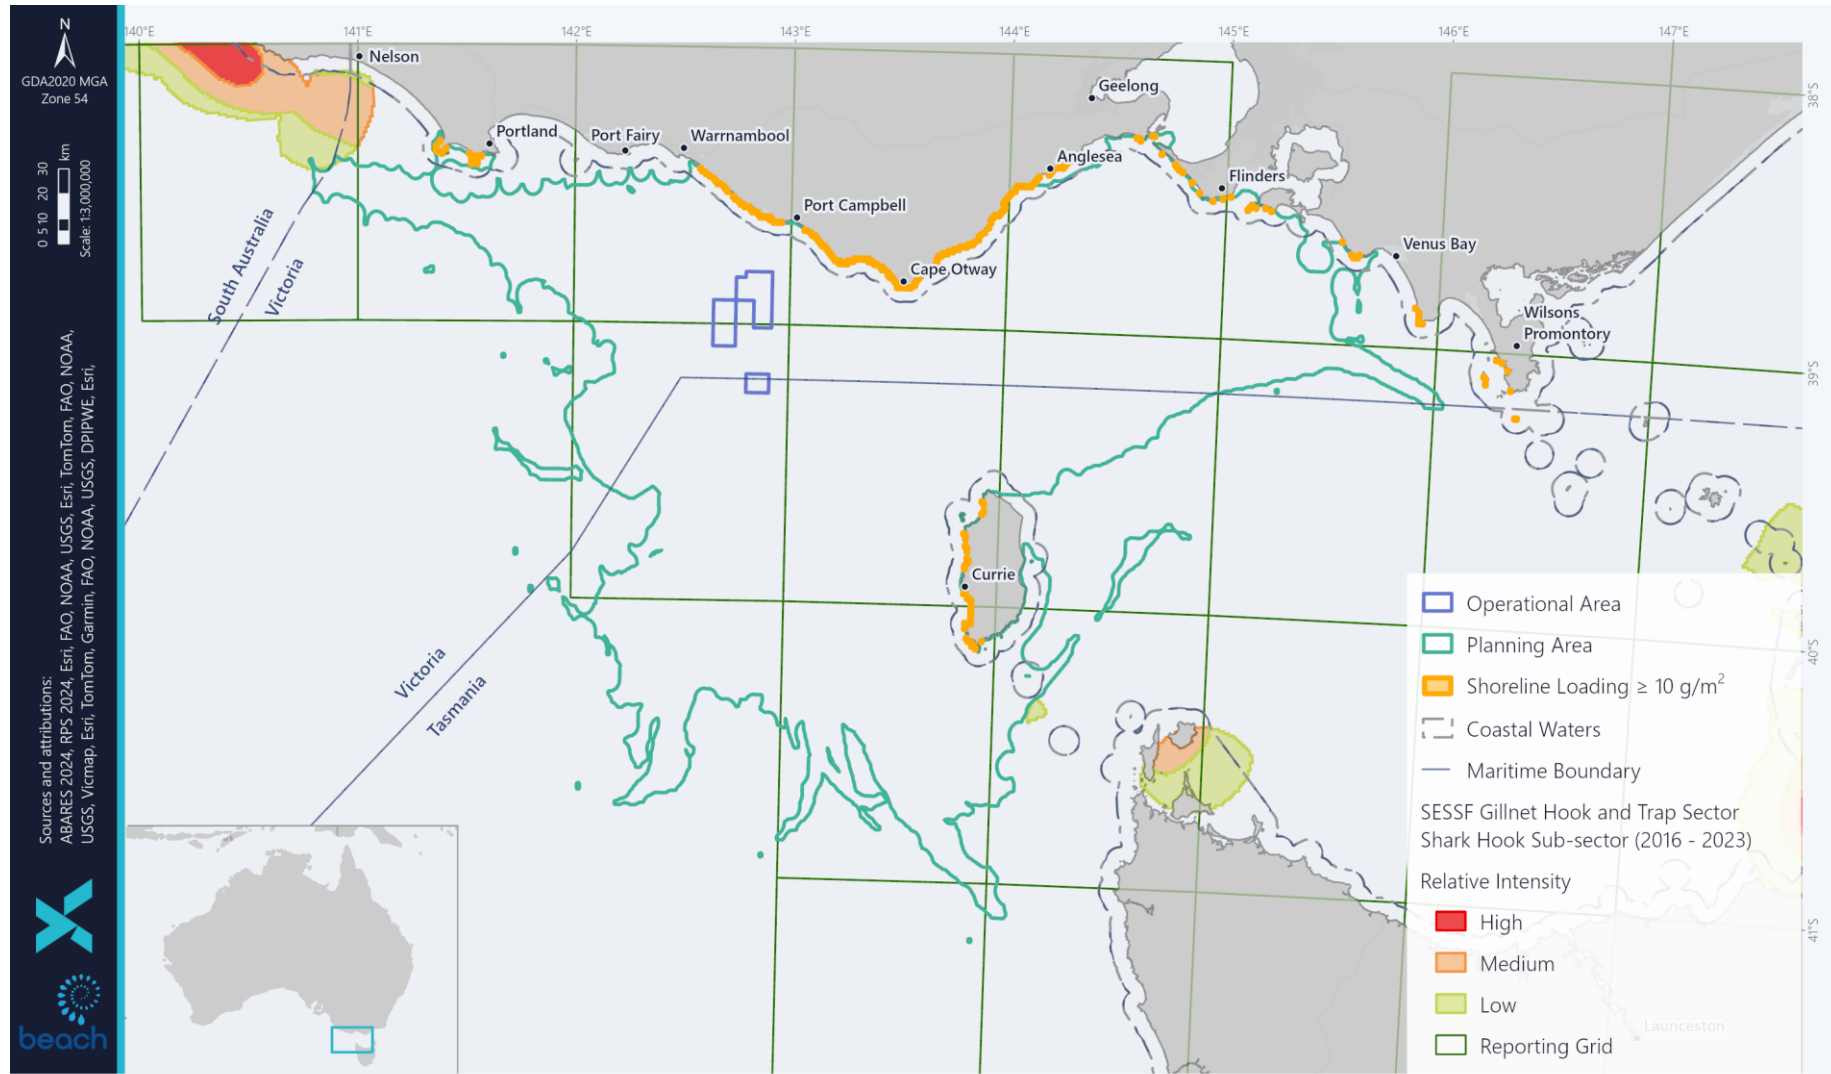 140°E
141°E
142°E
143°E
144°E
145°E
146°E
147°E
N
GDA2020 MGA
Zone 54
0 5 10 20 30
km
Scale: 1:3,000,000
Sources and attributions:
ABARES 2024, RPS 2024, Esri, FAO, NOAA, USGS, Esri, TomTom, FAO, NOAA,
USGS, Vicmap, Esri, TomTom, Garmin, FAO, NOAA, USGS, DPIPWE, Esri,
beach
Nelson
Portland
Port Fairy
Warrnambool
Port Campbell
Cape Otway
Anglesea
Geelong
Flinders
Venus Bay
Wilsons
Promontory
South Australia
Victoria
Currie
Victoria
Tasmania
38°S
39°S
40°S
41°S
Operational Area
Planning Area
Shoreline Loading ≥ 10 g/m²
Coastal Waters
Maritime Boundary
SESSF Gillnet Hook and Trap Sector
Shark Hook Sub-sector (2016 - 2023)
Relative Intensity
High
Medium
Low
Reporting Grid
Launceston